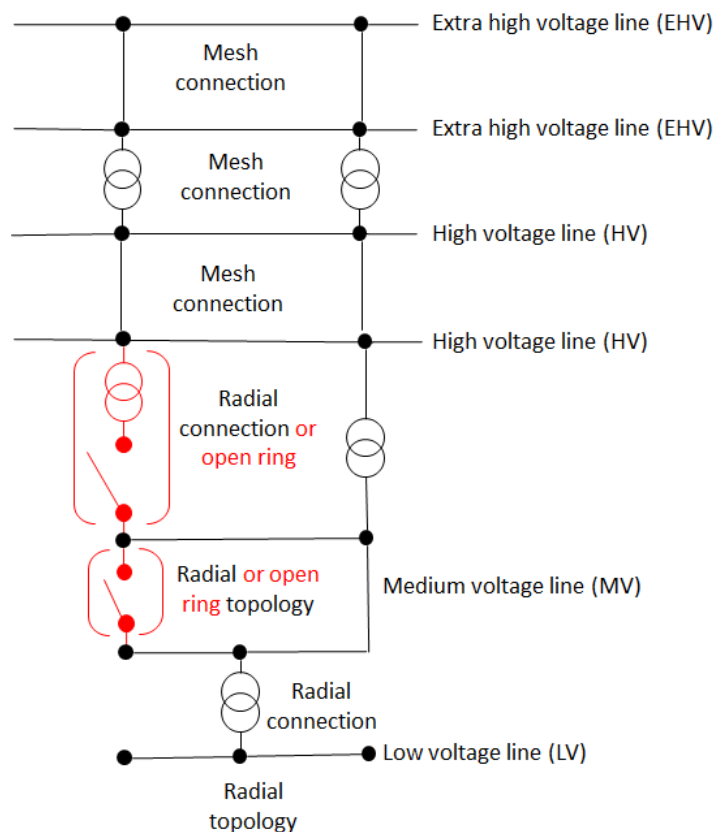 Extra high voltage line (EHV)
Mesh
connection
Extra high voltage line (EHV)
Mesh
connection
High voltage line (HV)
Mesh
connection
High voltage line (HV)
Radial
connection or
open ring
Radial or open
ring topology
Medium voltage line (MV)
Radial
connection
Low voltage line (LV)
Radial
topology